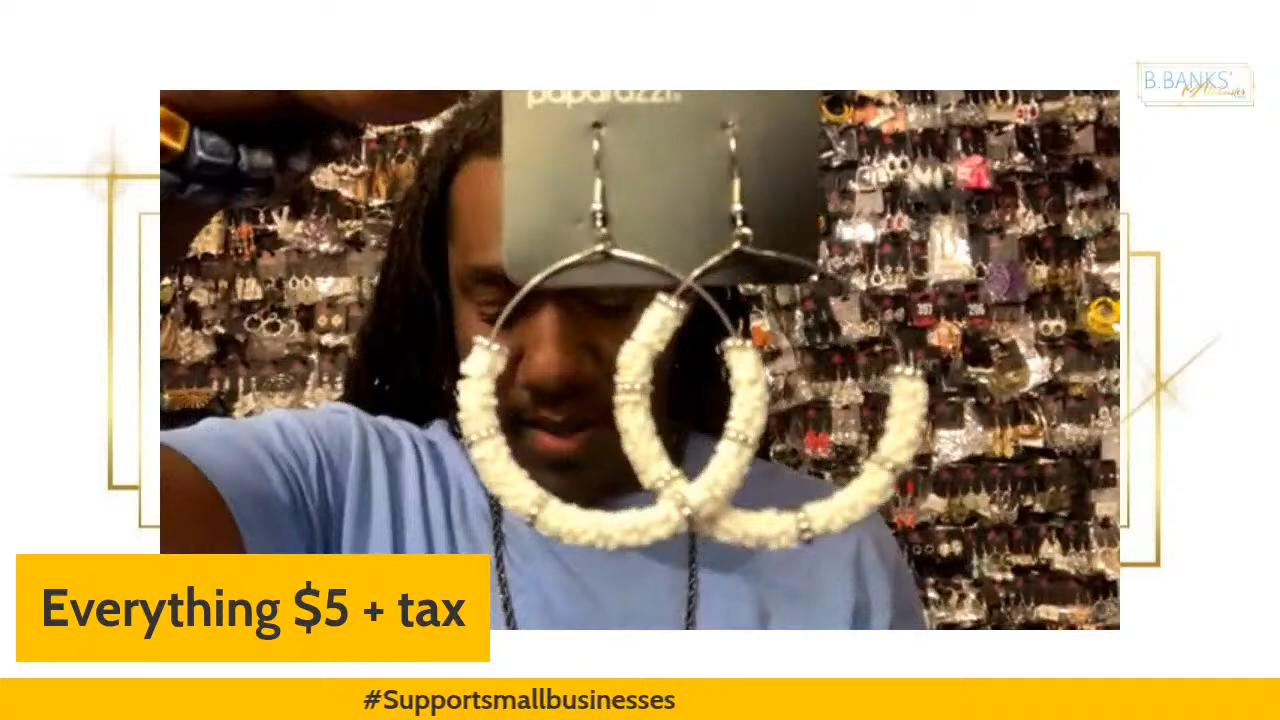 B.BANKS'
paparazzi
Everything $5 + tax
#Supportsmallbusinesses